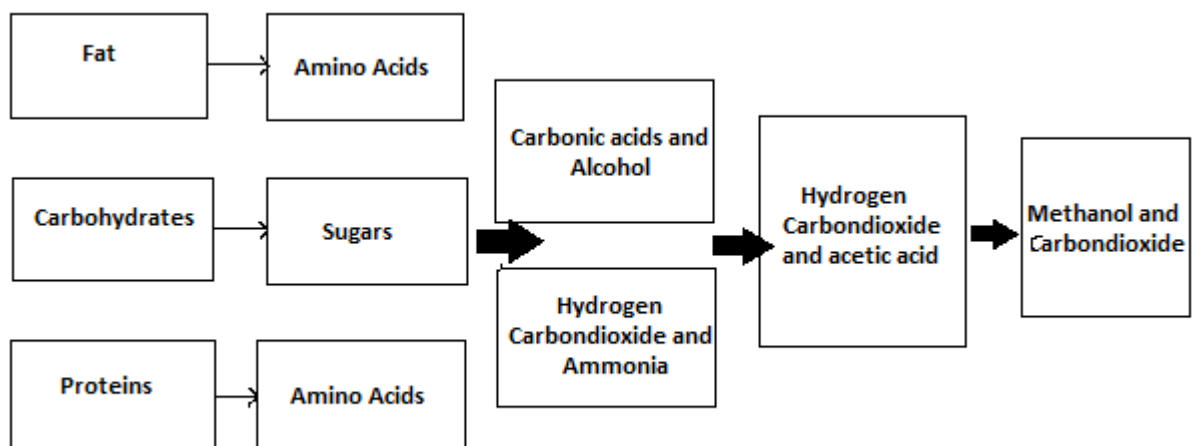 Fat
Amino Acids
Carbohydrates
Sugars
Proteins
Amino Acids
Carbonic acids and
Alcohol
Hydrogen
Carbondioxide and
Ammonia
Hydrogen
Carbondioxide
and acetic acid
Methanol and
Carbondioxide